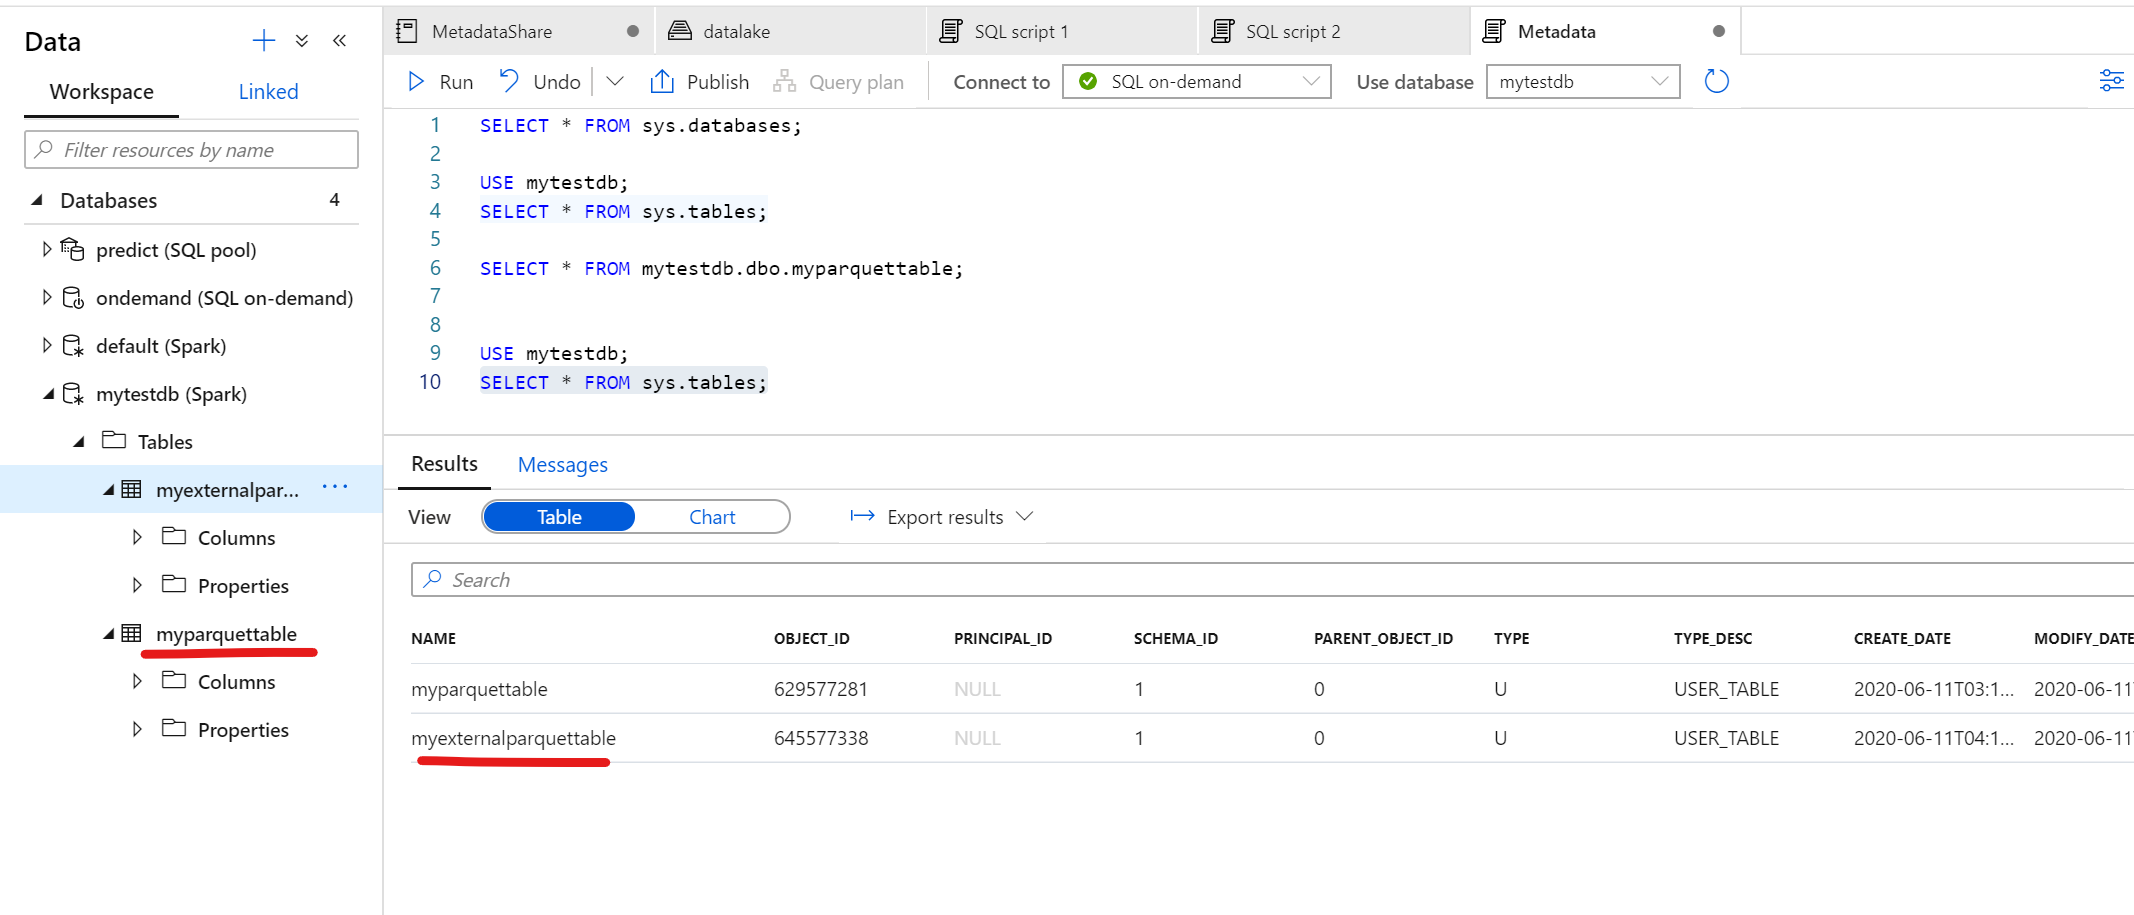 Data
Workspace Linked
Filter resources by name
Databases 4
predict (SQL pool)
ondemand (SQL on-demand)
default (Spark)
mytestdb (Spark)
Tables
myexternalpar... ...
Columns
Properties
myparquettable
Columns
Properties
MetadataShare datalake SQL script 1 SQL script 2 Metadata
Run Undo Publish Query plan Connect to SQL on-demand Use database mytestdb
1 SELECT * FROM sys.databases;
2
3 USE mytestdb;
4 SELECT * FROM sys.tables;
5
6 SELECT * FROM mytestdb.dbo.myparquettable;
7
8
9 USE mytestdb;
10 SELECT * FROM sys.tables;
Results Messages
View Table Chart Export results
Search
NAME OBJECT_ID PRINCIPAL_ID SCHEMA_ID PARENT_OBJECT_ID TYPE TYPE_DESC CREATE_DATE MODIFY_DATE
myparquettable 629577281 NULL 1 0 U USER_TABLE 2020-06-11T03:1... 2020-06-11T
myexternalparquettable 645577338 NULL 1 0 U USER_TABLE 2020-06-11T04:1... 2020-06-11T